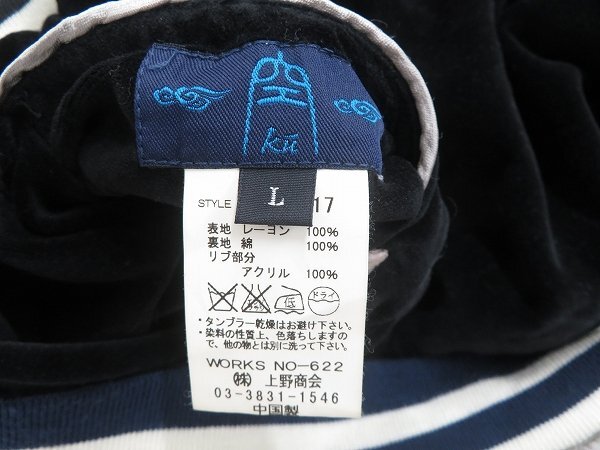 kū
L
STYLE 17
表地 レーヨン 100%
裏地 綿 100%
リブ部分
アクリル 100%
低 ドライ
・タンブラー乾燥はお避け下さい。
・染料の性質上、色落ちしますので、他の物とは別に洗って下さい。
WORKS NO-622
㈱ 上野商会
03-3831-1546
中国製